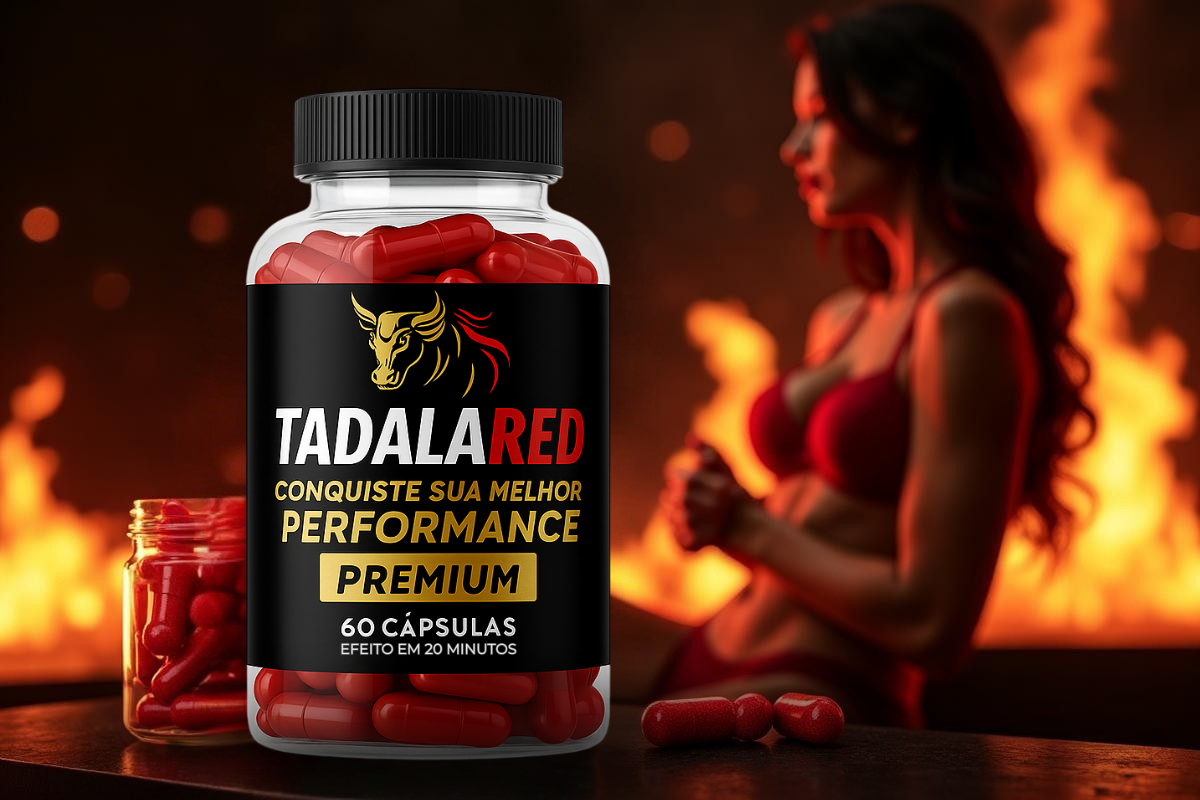 TADALARED
CONQUISTE SUA MELHOR
PERFORMANCE
PREMIUM
60 CÁPSULAS
EFEITO EM 20 MINUTOS